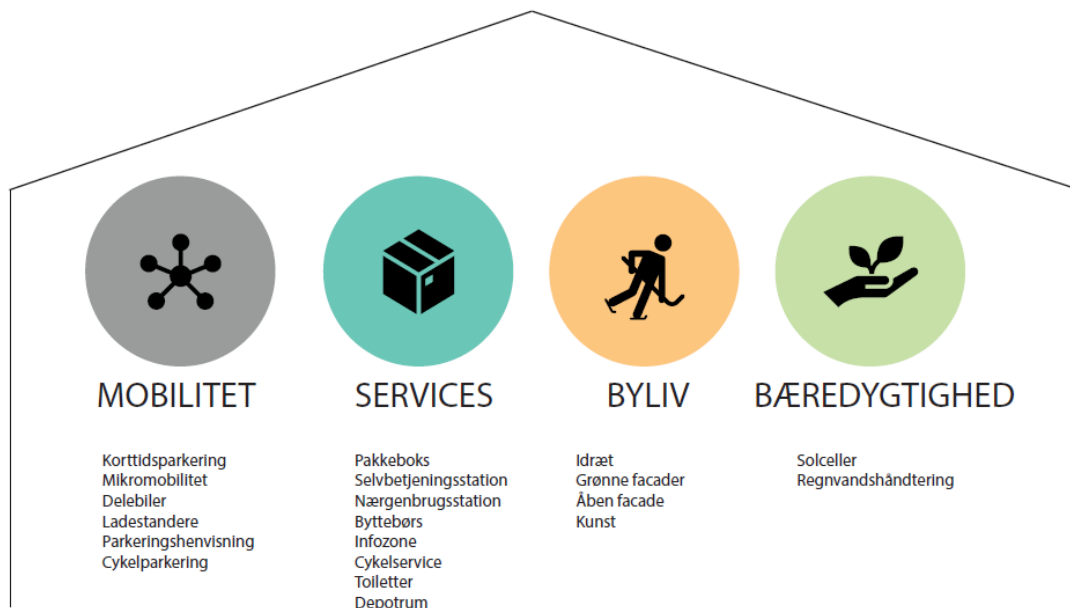 MOBILITET
Korttidsparkering
Mikromobilitet
Delebiler
Ladestandere
Parkeringshenvisning
Cykelparkering
SERVICES
Pakkeboks
Selvbetjeningsstation
Nærgenbrugsstation
Byttebørs
Infozone
Cykelservice
Toiletter
Depotrum
BYLIV
Idræt
Grønne facader
Åben facade
Kunst
BÆREDYGTIGHED
Solceller
Regnvandshåndtering